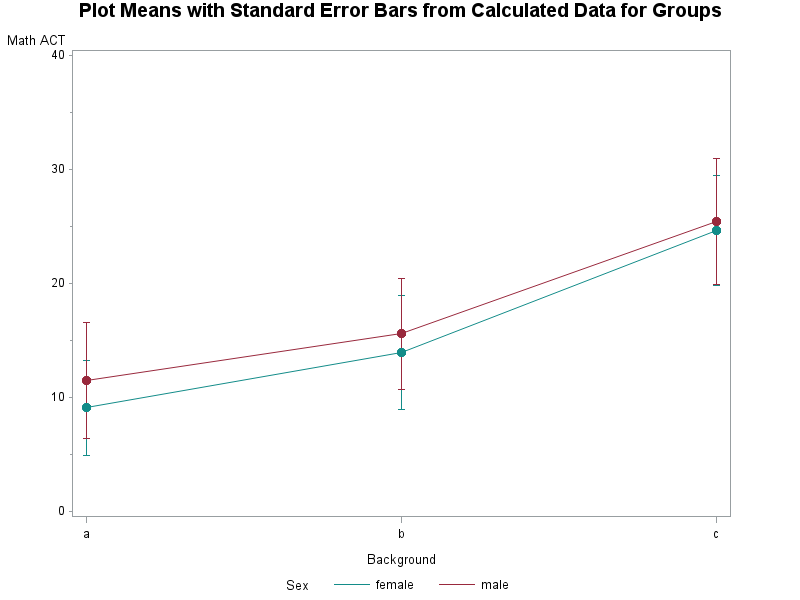 Plot Means with Standard Error Bars from Calculated Data for Groups
Math ACT
40
30
20
10
0
a b c
Background
Sex female male